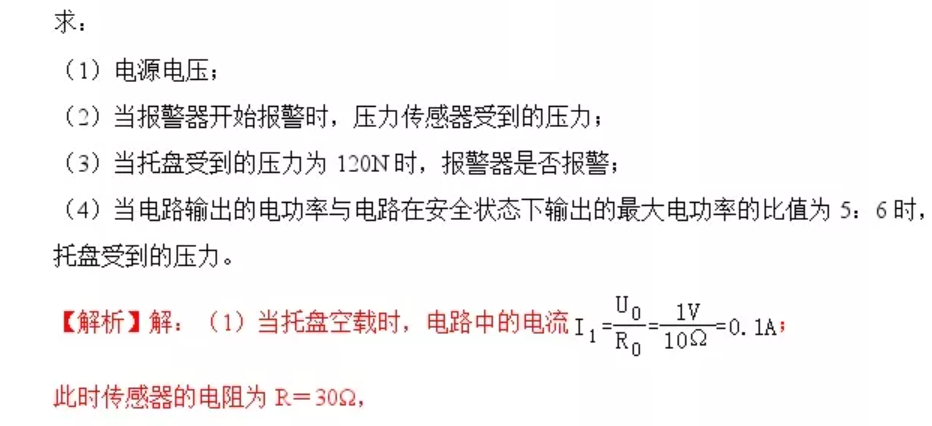 求：
（1）电源电压；
（2）当报警器开始报警时，压力传感器受到的压力；
（3）当托盘受到的压力为 120N 时，报警器是否报警；
（4）当电路输出的电功率与电路在安全状态下输出的最大电功率的比值为 5：6 时，
托盘受到的压力。
【解析】解：（1）当托盘空载时，电路中的电流 I₁=U₀/R₀=1V/10Ω=0.1A；
此时传感器的电阻为 R＝30Ω，